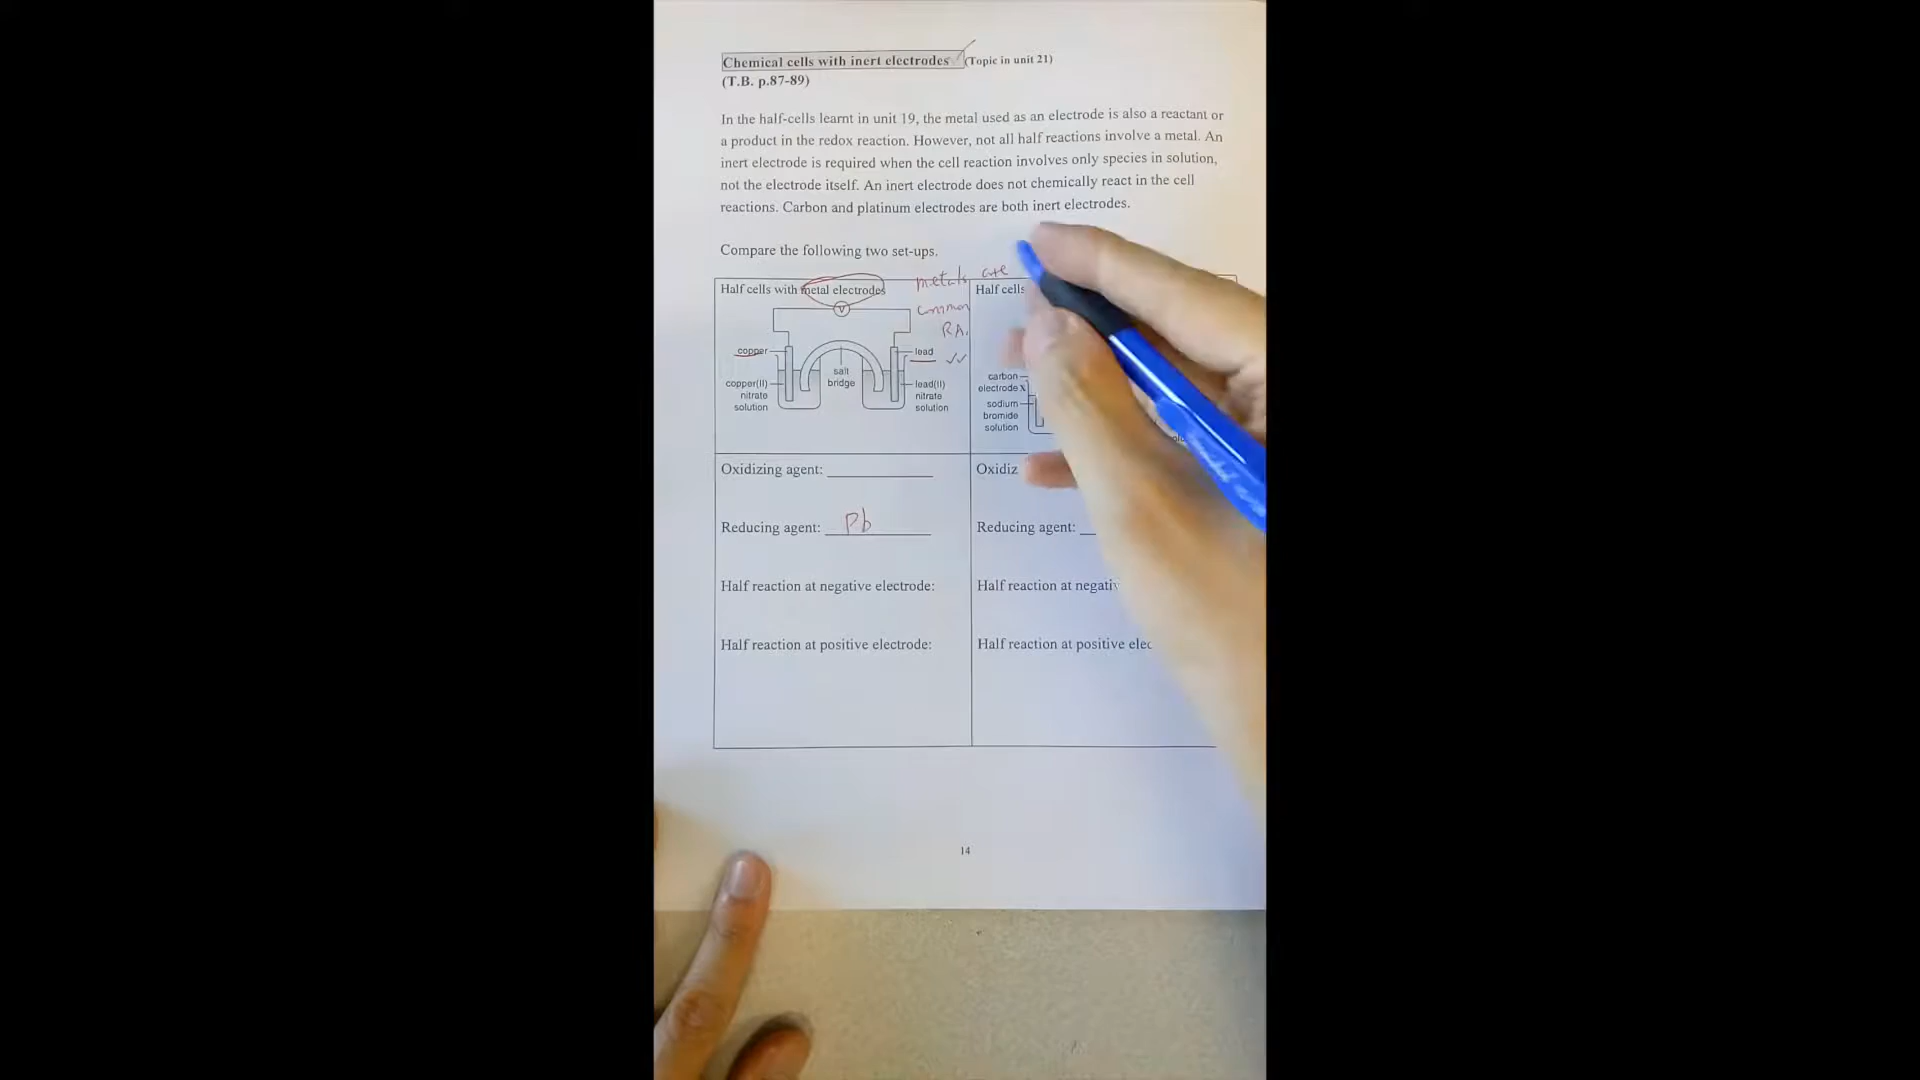 Chemical cells with inert electrodes (Topic in unit 21)
(T.B. p.87-89)
In the half-cells learnt in unit 19, the metal used as an electrode is also a reactant or
a product in the redox reaction. However, not all half reactions involve a metal. An
inert electrode is required when the cell reaction involves only species in solution,
not the electrode itself. An inert electrode does not chemically react in the cell
reactions. Carbon and platinum electrodes are both inert electrodes.
Compare the following two set-ups.
Half cells with metal electrodes
metals are
common
R.A.
V
copper
lead
salt
bridge
copper(II)
nitrate
solution
lead(II)
nitrate
solution
Oxidizing agent:
Reducing agent: Pb
Half reaction at negative electrode:
Half reaction at positive electrode:
Half cells
carbon
electrode X
sodium
bromide
solution
Oxidiz
Reducing agent:
Half reaction at negativ
Half reaction at positive elec
14